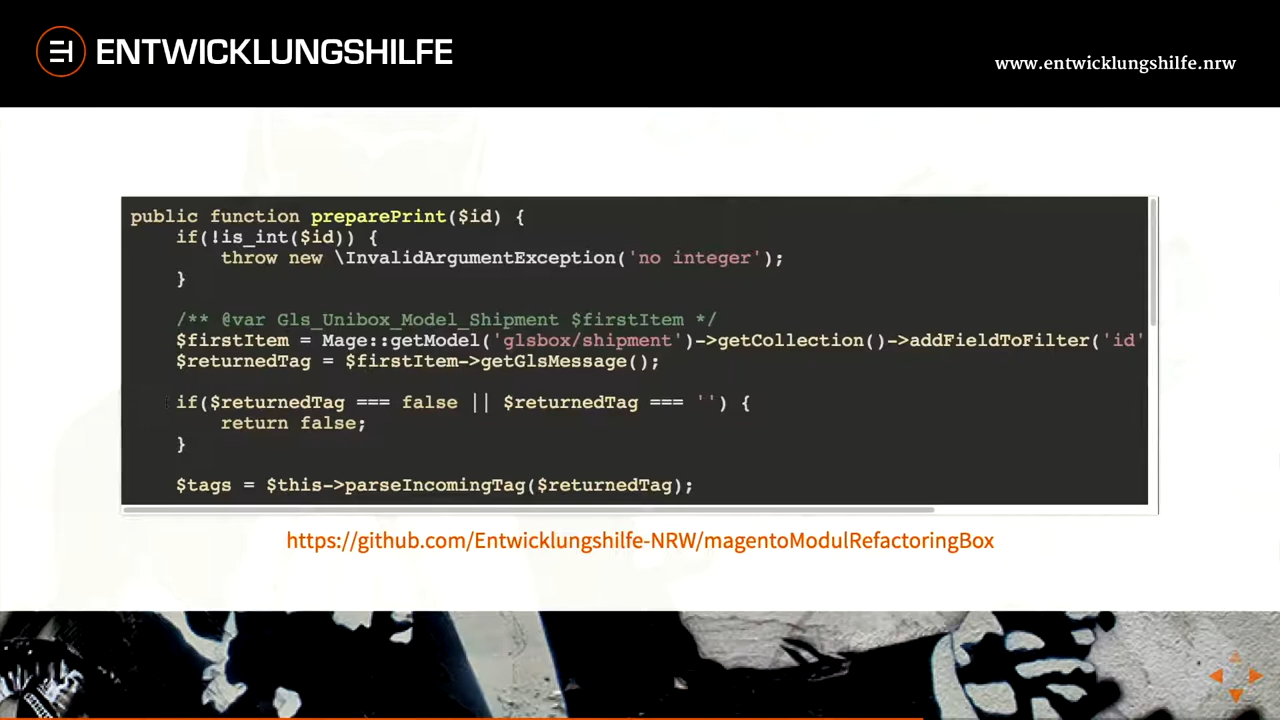 ENTWICKLUNGSHILFE
www.entwicklungshilfe.nrw
public function preparePrint($id) {
    if(!is_int($id)) {
        throw new \InvalidArgumentException('no integer');
    }
    /** @var Gls_Unibox_Model_Shipment $firstItem */
    $firstItem = Mage::getModel('glsbox/shipment')->getCollection()->addFieldToFilter('id'
    $returnedTag = $firstItem->getGlsMessage();
    if($returnedTag === false || $returnedTag === '') {
        return false;
    }
    $tags = $this->parseIncomingTag($returnedTag);
https://github.com/Entwicklungshilfe-NRW/magentoModulRefactoringBox